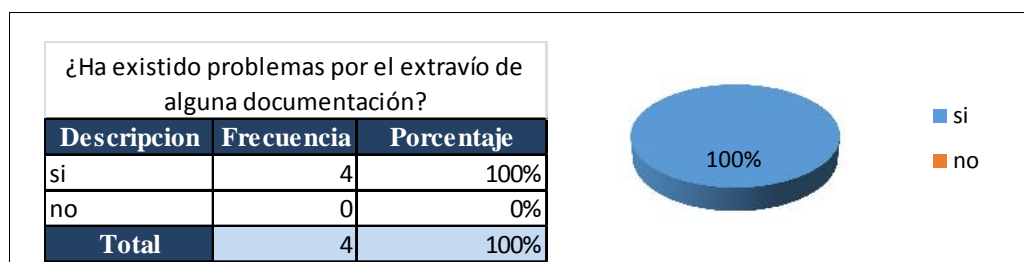 ¿Ha existido problemas por el extravío de
alguna documentación?
Descripcion Frecuencia Porcentaje
si 4 100%
no 0 0%
Total 4 100%
100%
si
no